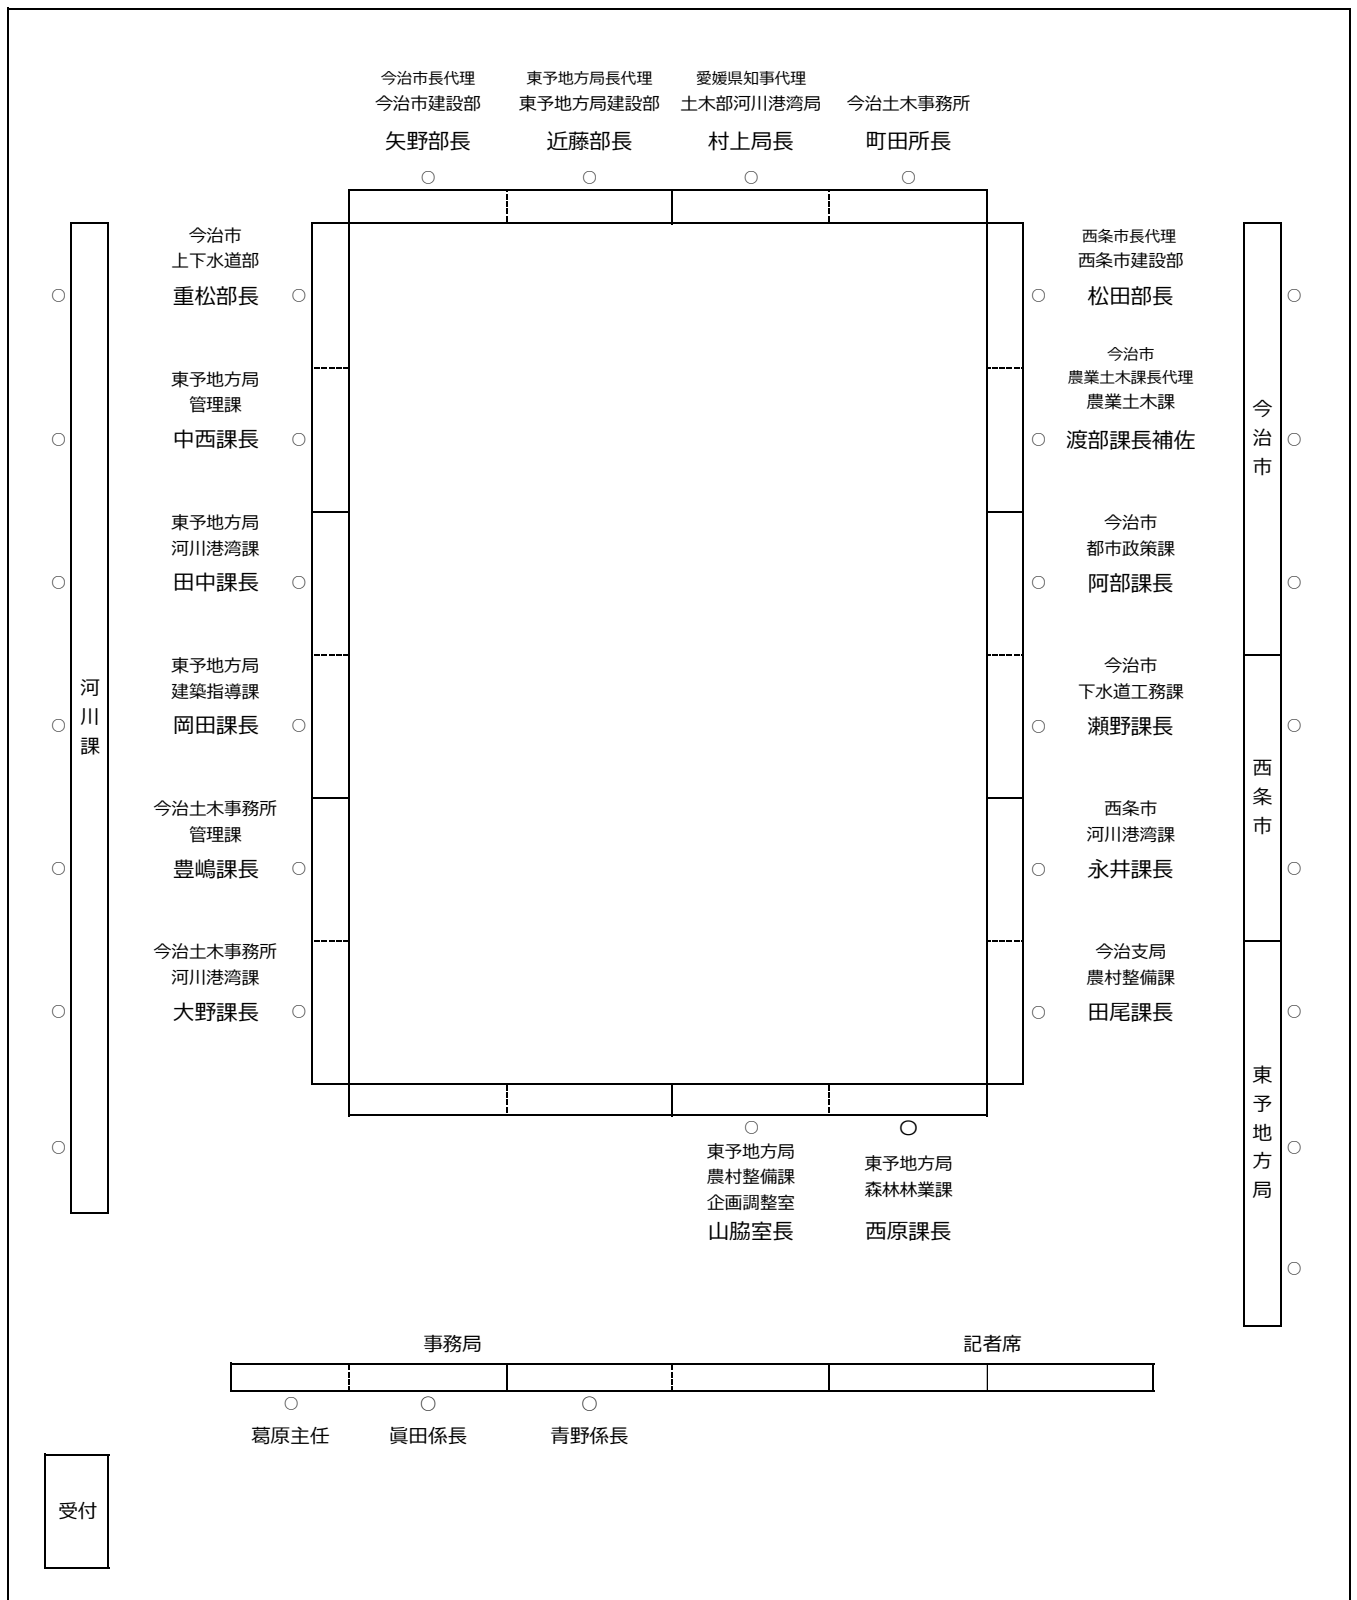 今治市長代理
今治市建設部
矢野部長
○
東予地方局長代理
東予地方局建設部
近藤部長
○
愛媛県知事代理
土木部河川港湾局
村上局長
○
今治土木事務所
町田所長
○
河川課
○
○
○
○
○
○
○
今治市
上下水道部
重松部長 ○
東予地方局
管理課
中西課長 ○
東予地方局
河川港湾課
田中課長 ○
東予地方局
建築指導課
岡田課長 ○
今治土木事務所
管理課
豊嶋課長 ○
今治土木事務所
河川港湾課
大野課長 ○
西条市長代理
西条市建設部
○ 松田部長
今治市
農業土木課長代理
農業土木課
○ 渡部課長補佐
今治市
都市政策課
○ 阿部課長
今治市
下水道工務課
○ 瀬野課長
西条市
河川港湾課
○ 永井課長
今治支局
農村整備課
○ 田尾課長
今治市
○
○
○
西条市
○
○
東予地方局
○
○
○
○
東予地方局
農村整備課
企画調整室
山脇室長
○
東予地方局
森林林業課
西原課長
事務局
○
葛原主任
○
眞田係長
○
青野係長
記者席
受付